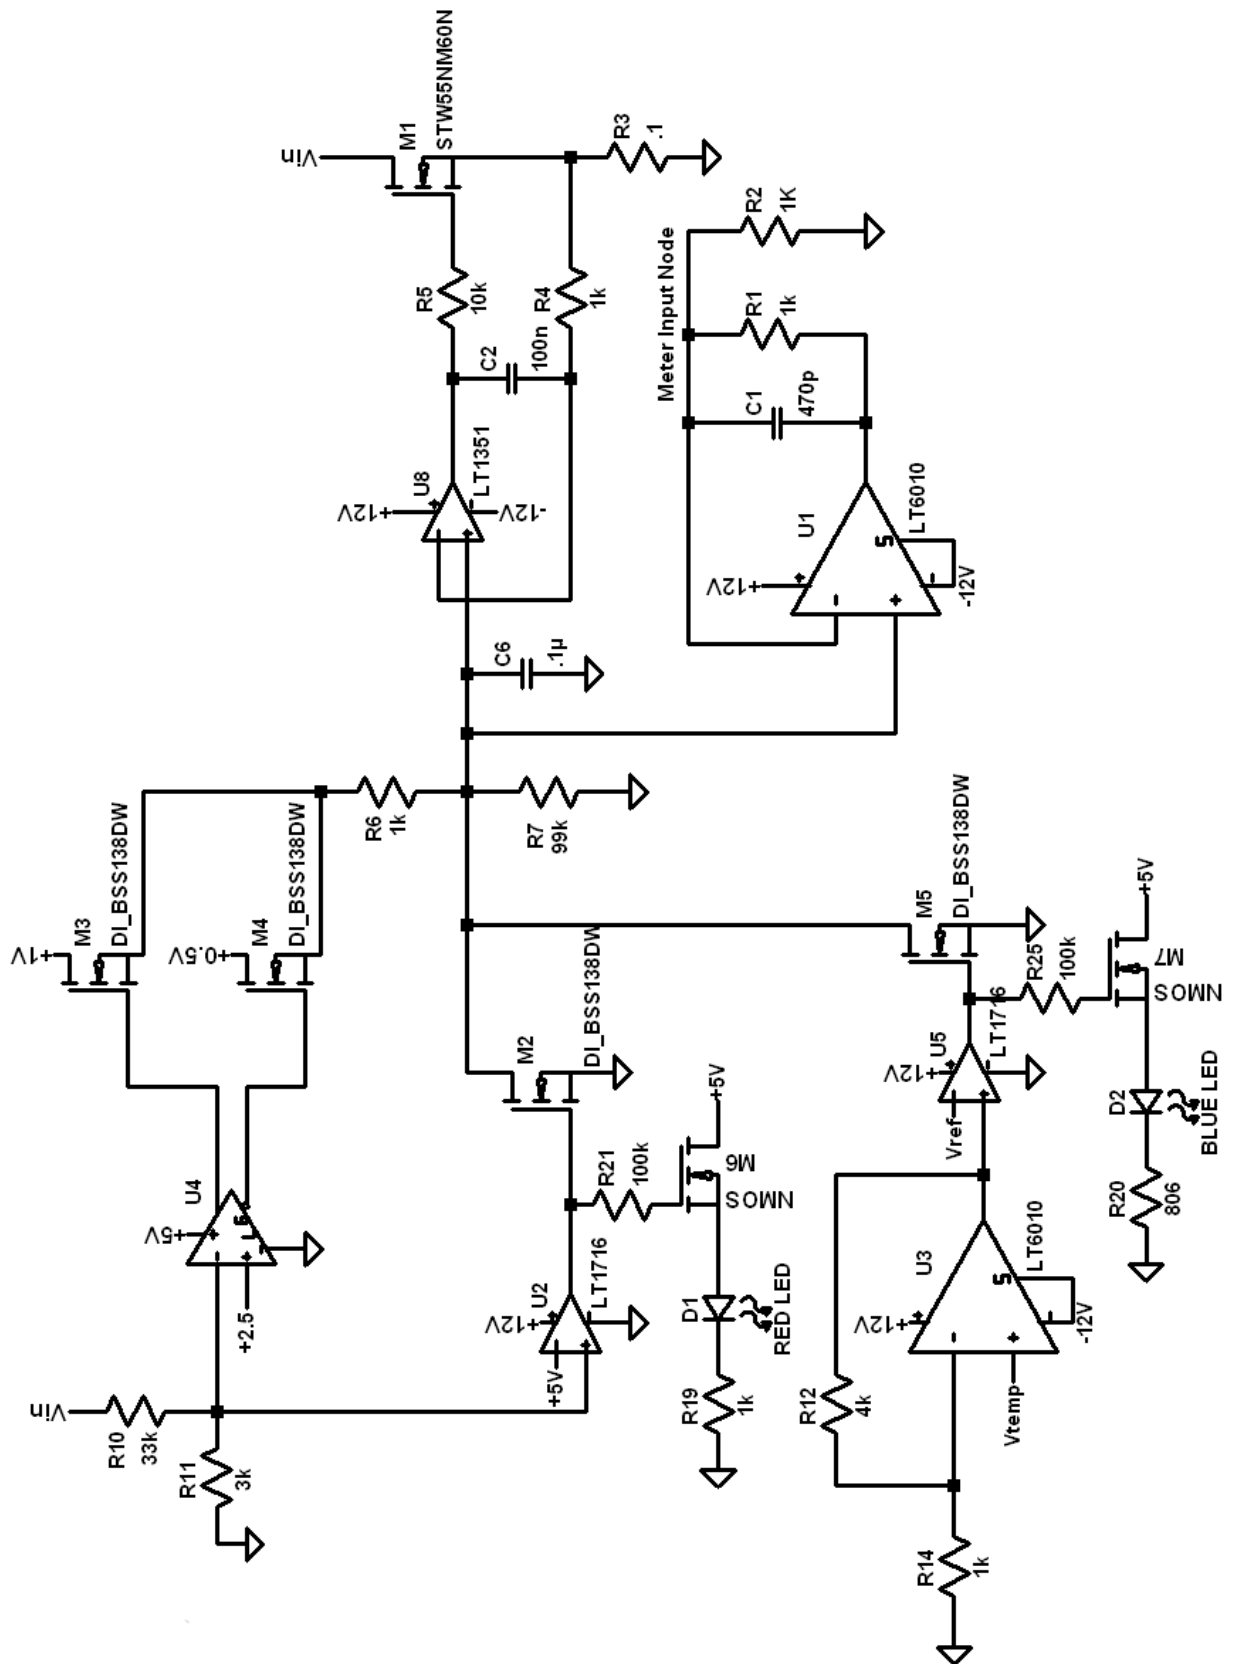 Vin
M1
STW55NM60N
R3
.1
R5
10k
R4
1k
C2
100n
U8
LT1351
+12V
-12V
C6
.1µ
Meter Input Node
R2
1K
R1
1k
C1
470p
U1
LT6010
+12V
-12V
5
+1V
M3
DI_BSS138DW
+0.5V
M4
DI_BSS138DW
R6
1k
R7
99k
U4
+5V
+2.5
Vin
R10
33k
R11
3k
M2
DI_BSS138DW
U2
LT1716
+12V
+5V
R21
100k
M6
NMOS
+5V
D1
RED LED
R19
1k
M5
DI_BSS138DW
U5
LT1716
+12V
Vref
R25
100k
M7
NMOS
+5V
D2
BLUE LED
R20
806
U3
LT6010
+12V
-12V
5
Vtemp
R12
4k
R14
1k